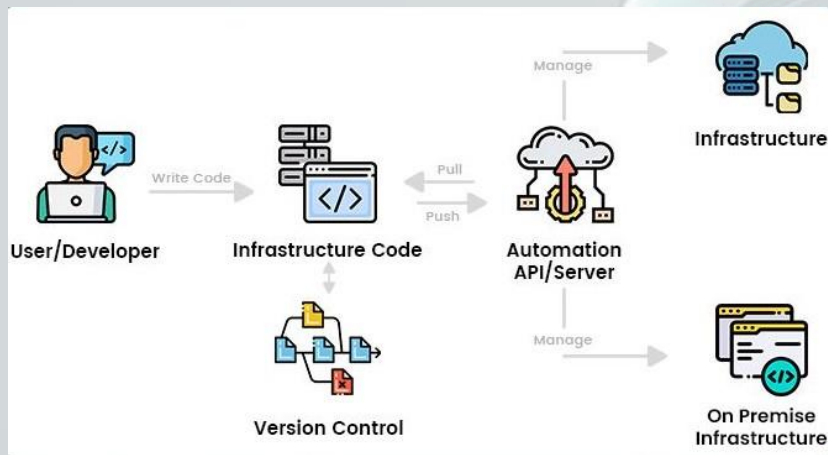 Manage
Infrastructure
Write Code
Pull
Push
User/Developer
Infrastructure Code
Automation
API/Server
Manage
Version Control
On Premise
Infrastructure